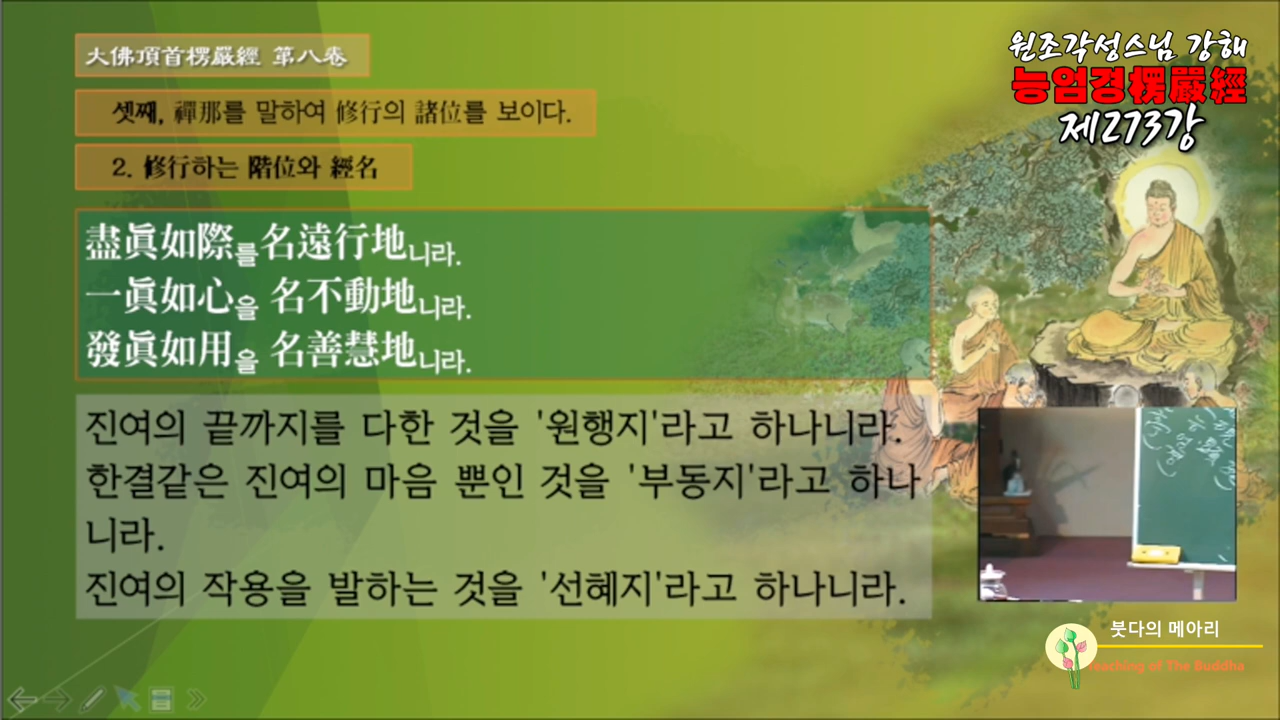 大佛頂首楞嚴經 第八卷
셋째, 禪那를 말하여 修行의 諸位를 보이다.
2. 修行하는 階位와 經名
盡眞如際를 名遠行地니라.
一眞如心을 名不動地니라.
發眞如用을 名善慧地니라.
진여의 끝까지를 다한 것을 '원행지'라고 하나니라.
한결같은 진여의 마음 뿐인 것을 '부동지'라고 하나
니라.
진여의 작용을 발하는 것을 '선혜지'라고 하나니라.
원조각성스님 강해
능엄경楞嚴經
제273강
붓다의 메아리
Teaching of The Buddha